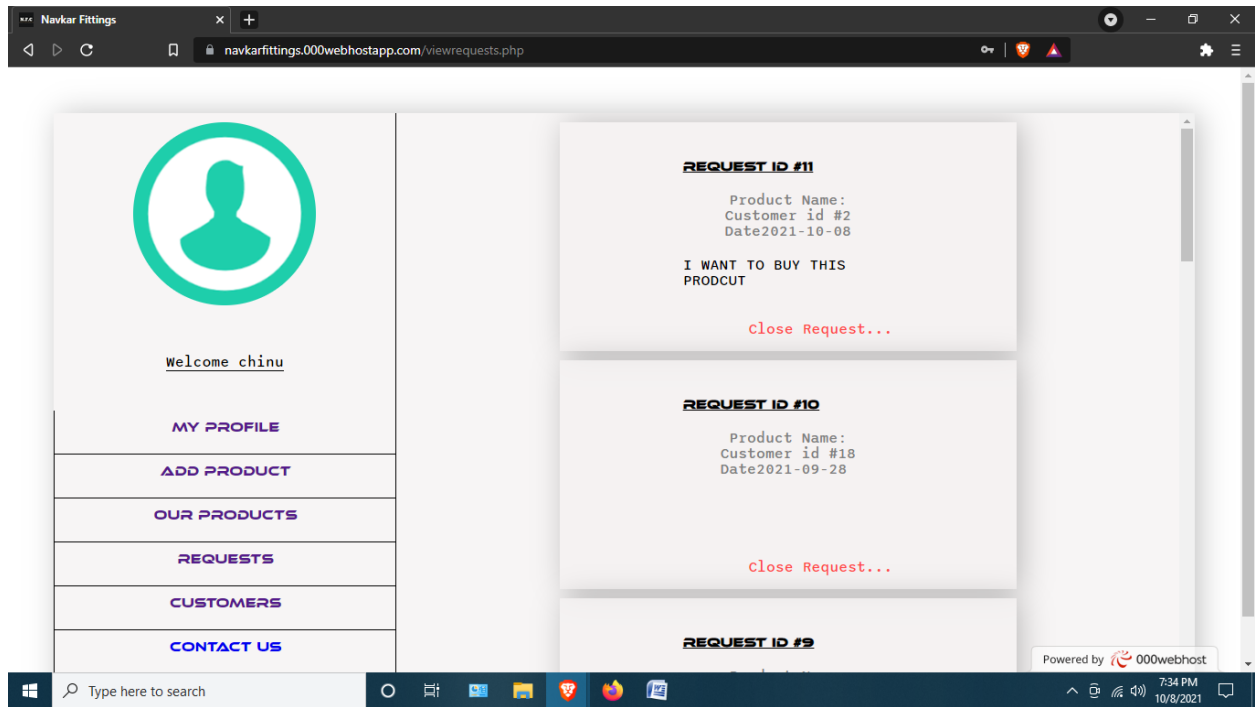 Navkar Fittings
navkarfittings.000webhostapp.com/viewrequests.php
Welcome chinu
MY PROFILE
ADD PRODUCT
OUR PRODUCTS
REQUESTS
CUSTOMERS
CONTACT US
REQUEST ID #11
Product Name:
Customer id #2
Date2021-10-08
I WANT TO BUY THIS
PRODCUT
Close Request...
REQUEST ID #10
Product Name:
Customer id #18
Date2021-09-28
Close Request...
REQUEST ID #9
Powered by 000webhost
Type here to search
7:34 PM
10/8/2021